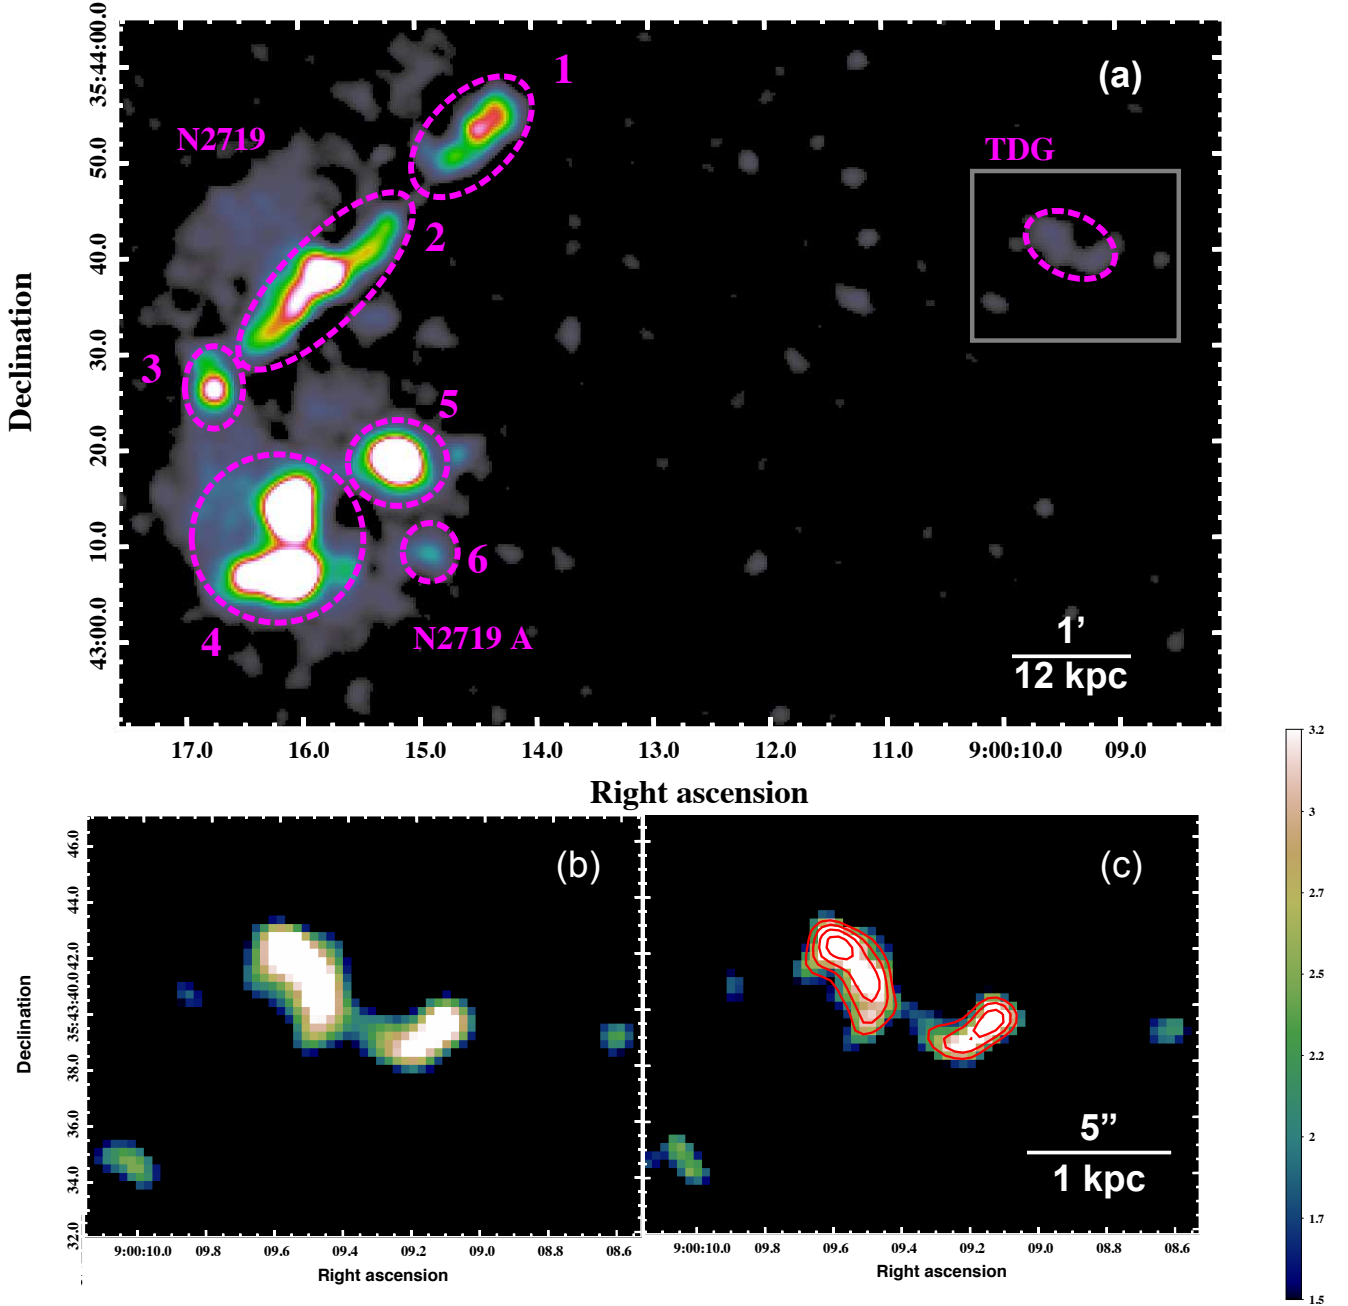 (a)
N2719
1
TDG
2
3
5
6
4
N2719 A
1’
12 kpc
Declination
35:44:00.0
50.0
40.0
30.0
20.0
10.0
43:00.0
17.0 16.0 15.0 14.0 13.0 12.0 11.0 9:00:10.0 09.0
Right ascension
(b)
Declination
46.0
44.0
42.0
35:43:40.0
38.0
36.0
34.0
32.0
9:00:10.0 09.8 09.6 09.4 09.2 09.0 08.6
Right ascension
(c)
5”
1 kpc
9:00:10.0 09.8 09.6 09.4 09.2 09.0 08.6
Right ascension
3.2
3
2.7
2.5
2.2
2
1.7
1.5